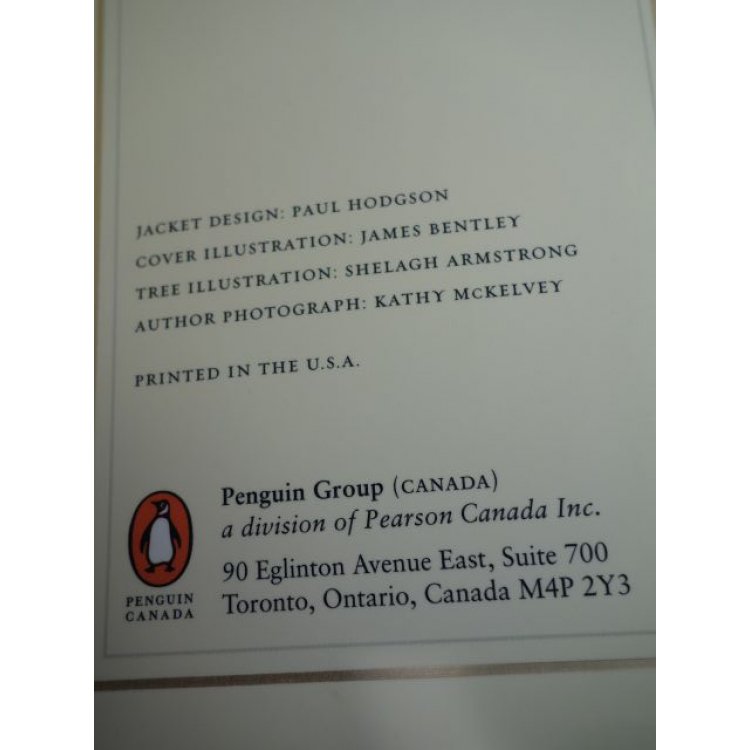 JACKET DESIGN: PAUL HODGSON
COVER ILLUSTRATION: JAMES BENTLEY
TREE ILLUSTRATION: SHELAGH ARMSTRONG
AUTHOR PHOTOGRAPH: KATHY MCKELVEY
PRINTED IN THE U.S.A.
Penguin Group (CANADA)
a division of Pearson Canada Inc.
90 Eglinton Avenue East, Suite 700
Toronto, Ontario, Canada M4P 2Y3
PENGUIN
CANADA